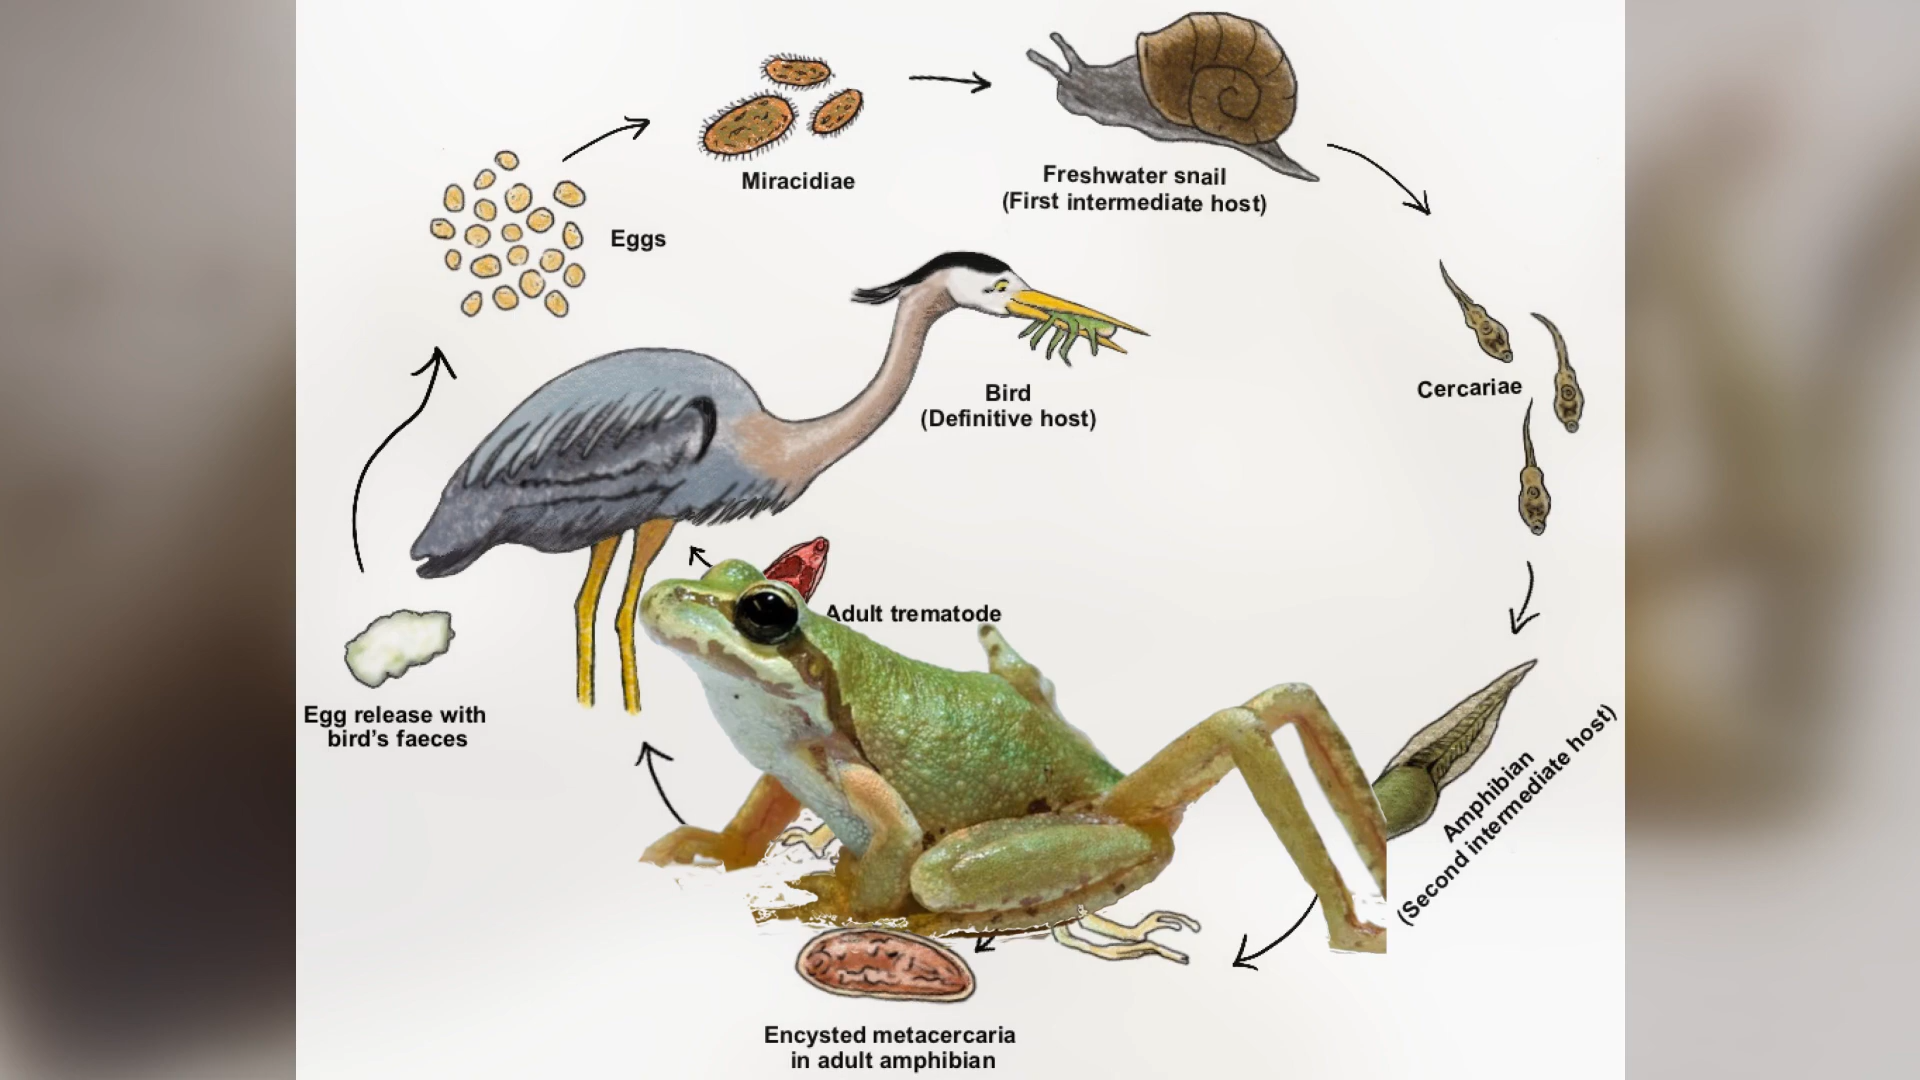 Miracidiae
Freshwater snail
(First intermediate host)
Eggs
Cercariae
Bird
(Definitive host)
Adult trematode
Egg release with
bird’s faeces
Amphibian
(Second intermediate host)
Encysted metacercaria
in adult amphibian